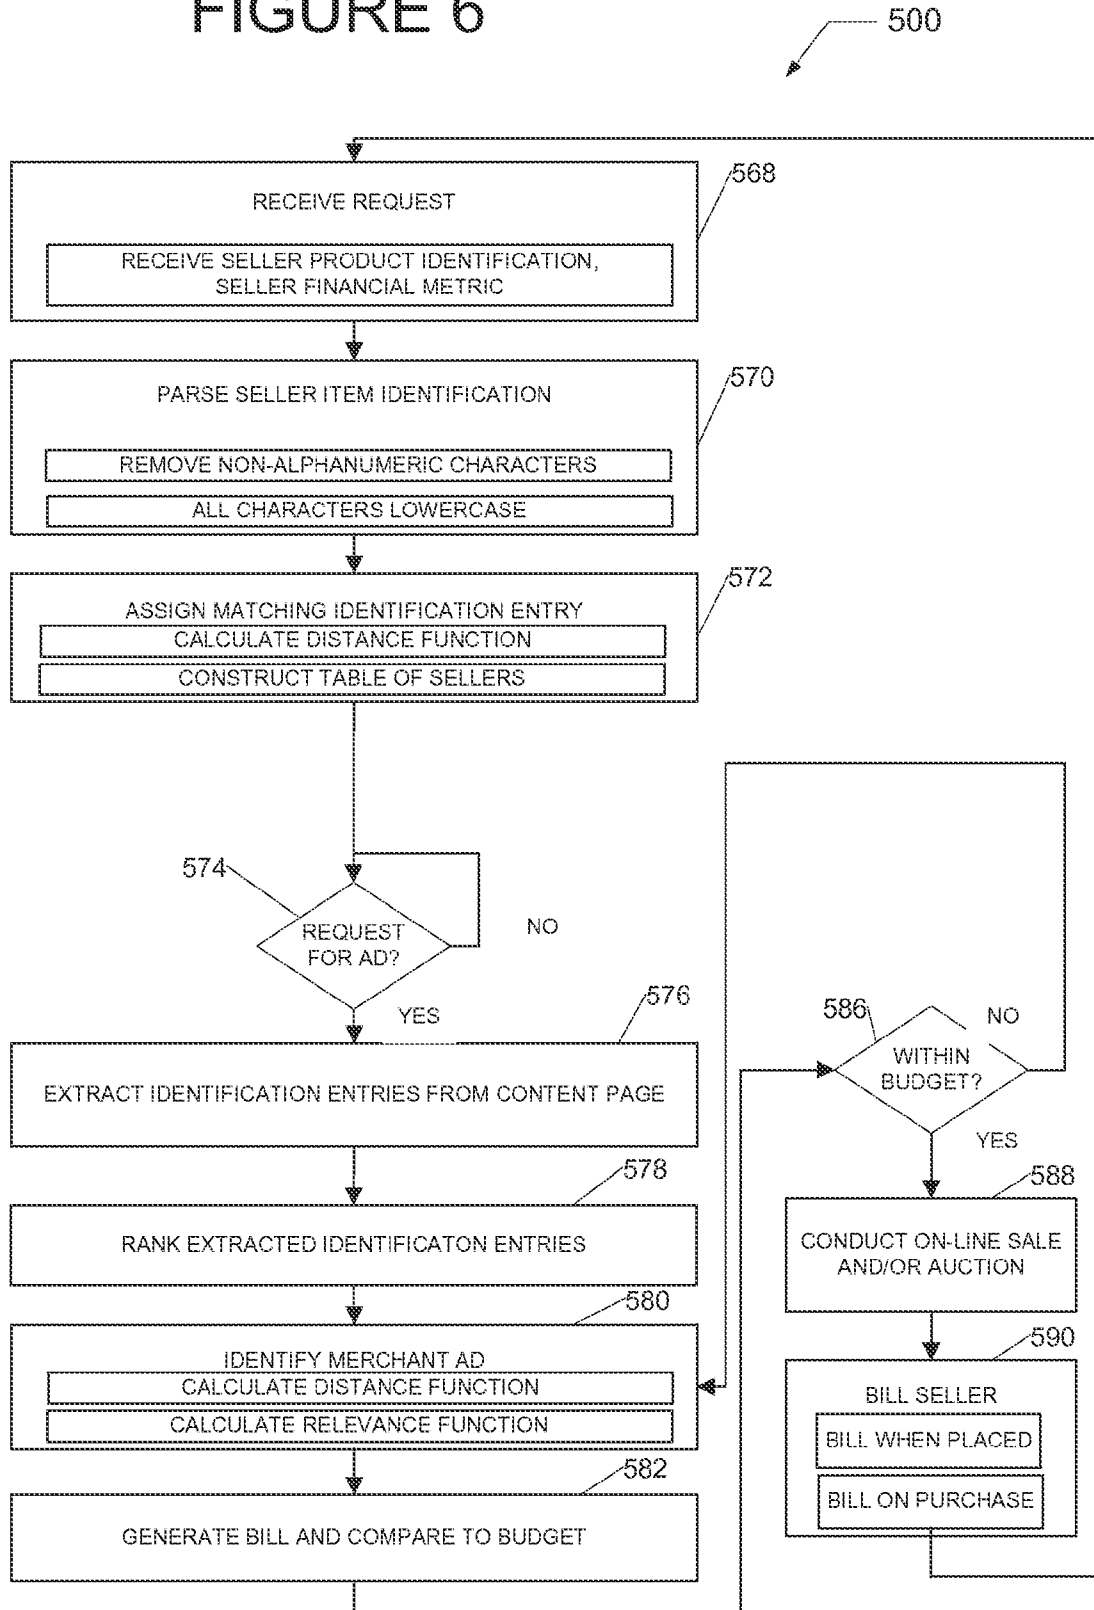 FIGURE 6
500
568
RECEIVE REQUEST
RECEIVE SELLER PRODUCT IDENTIFICATION,
SELLER FINANCIAL METRIC
570
PARSE SELLER ITEM IDENTIFICATION
REMOVE NON-ALPHANUMERIC CHARACTERS
ALL CHARACTERS LOWERCASE
572
ASSIGN MATCHING IDENTIFICATION ENTRY
CALCULATE DISTANCE FUNCTION
CONSTRUCT TABLE OF SELLERS
574
REQUEST
FOR AD?
NO
YES
576
EXTRACT IDENTIFICATION ENTRIES FROM CONTENT PAGE
578
RANK EXTRACTED IDENTIFICATON ENTRIES
580
IDENTIFY MERCHANT AD
CALCULATE DISTANCE FUNCTION
CALCULATE RELEVANCE FUNCTION
582
GENERATE BILL AND COMPARE TO BUDGET
586
NO
WITHIN
BUDGET?
YES
588
CONDUCT ON-LINE SALE
AND/OR AUCTION
590
BILL SELLER
BILL WHEN PLACED
BILL ON PURCHASE